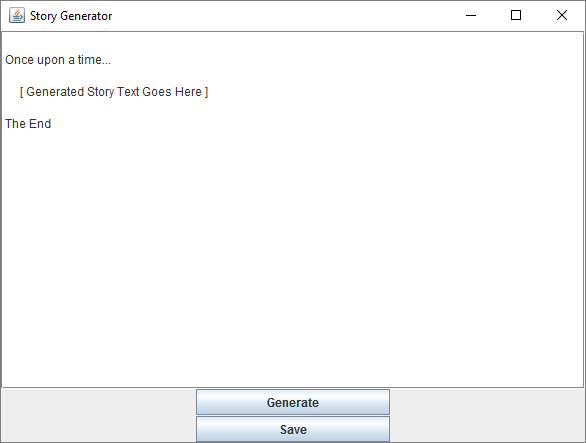 Story Generator
Once upon a time...
[ Generated Story Text Goes Here ]
The End
Generate
Save